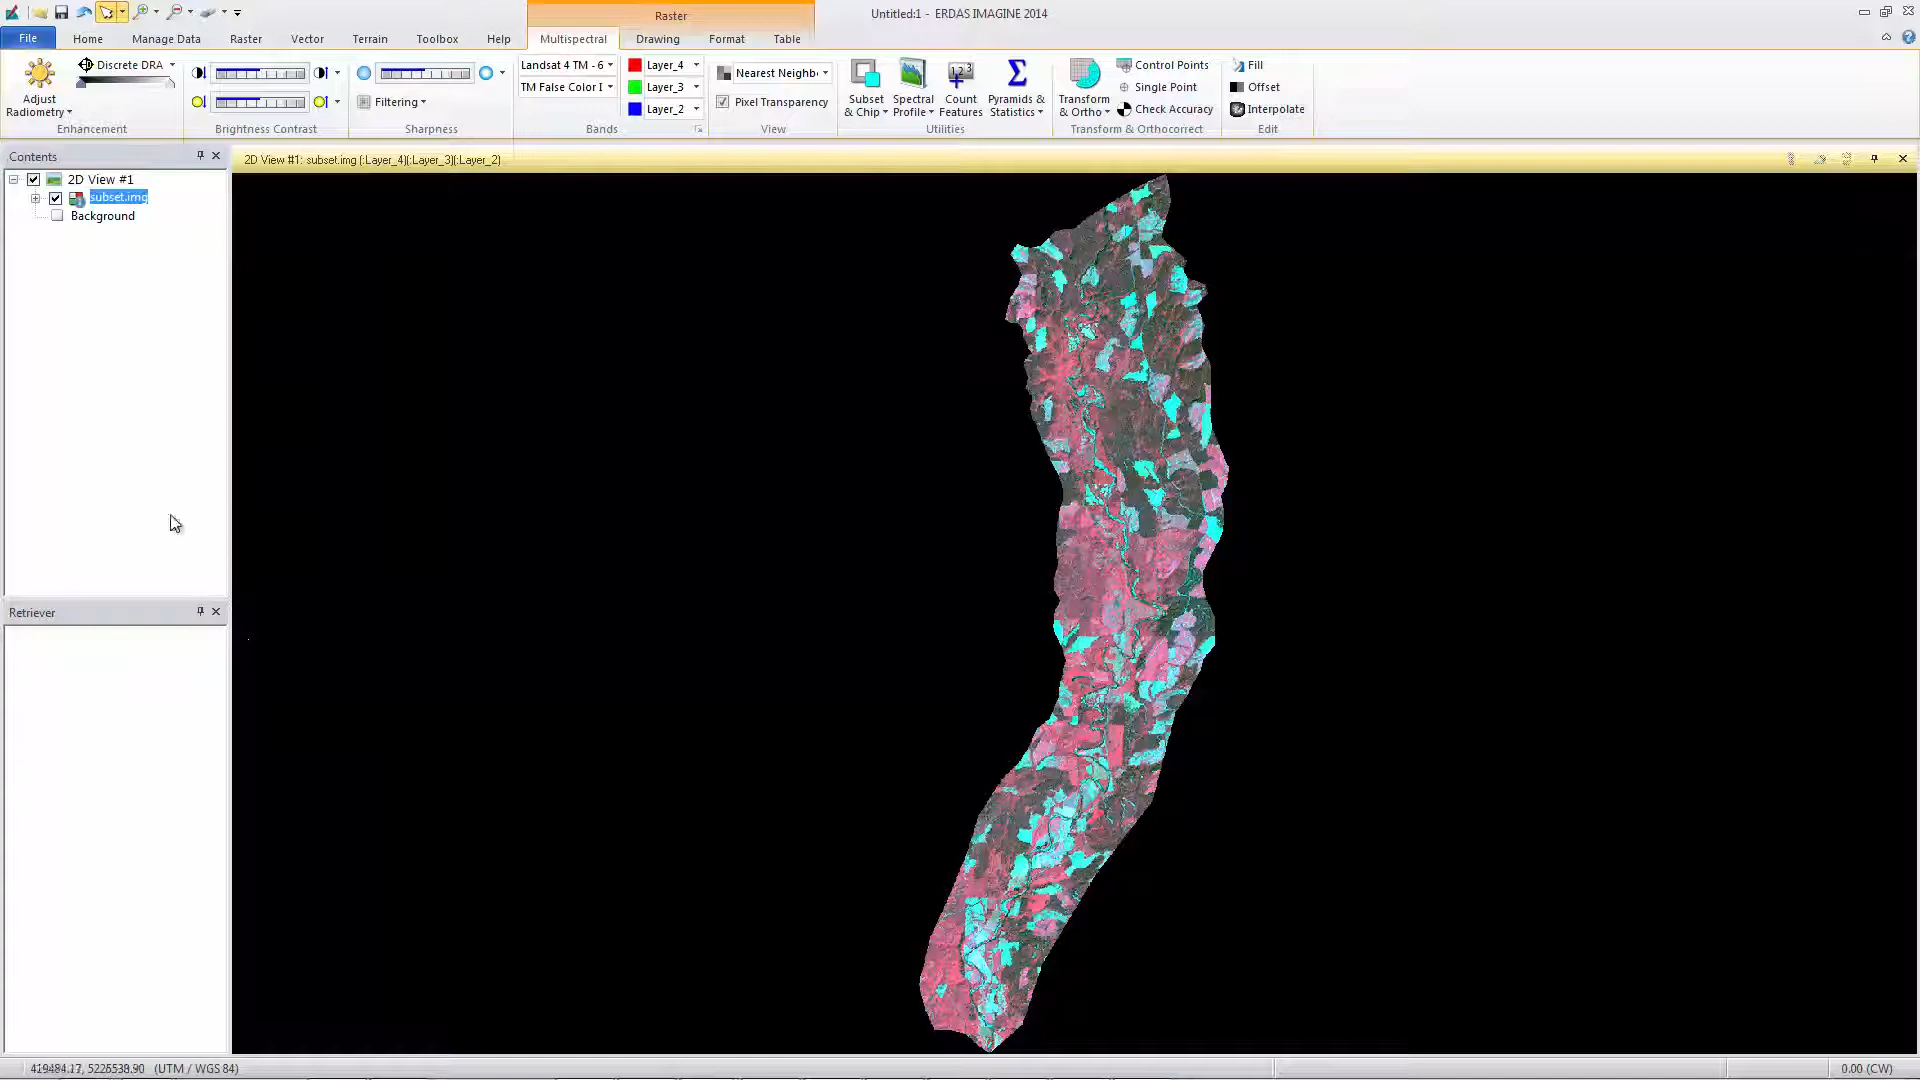 Raster
Untitled:1 - ERDAS IMAGINE 2014
File Home Manage Data Raster Vector Terrain Toolbox Help Multispectral Drawing Format Table
Discrete DRA
Adjust
Radiometry
Enhancement
Brightness Contrast
Filtering
Sharpness
Landsat 4 TM - 6
TM False Color I
Layer_4
Layer_3
Layer_2
Bands
Nearest Neighb
Pixel Transparency
View
Subset
& Chip
Spectral
Profile
1 2 3
Count
Features
Pyramids &
Statistics
Utilities
Transform
& Ortho
Control Points
Single Point
Check Accuracy
Transform & Orthocorrect
Fill
Offset
Interpolate
Edit
Contents
2D View #1: subset.img (:Layer_4)(:Layer_3)(:Layer_2)
2D View #1
subset.img
Background
Retriever
419484.17, 5225538.90 (UTM / WGS 84)
0.00 (CW)